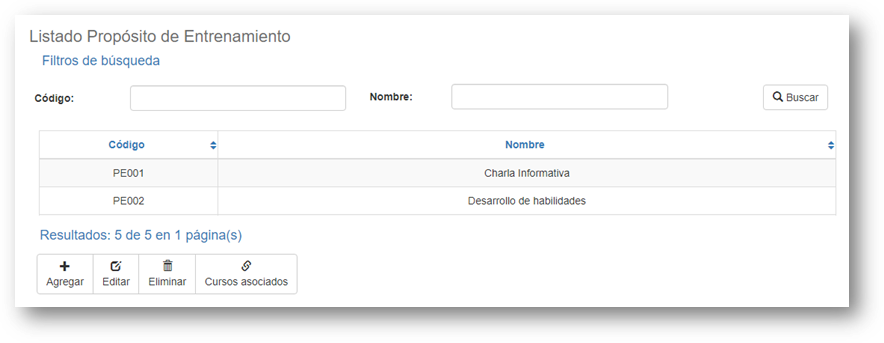 Listado Propósito de Entrenamiento
Filtros de búsqueda
Código: Nombre: Buscar
Código Nombre
PE001 Charla Informativa
PE002 Desarrollo de habilidades
Resultados: 5 de 5 en 1 página(s)
Agregar Editar Eliminar Cursos asociados